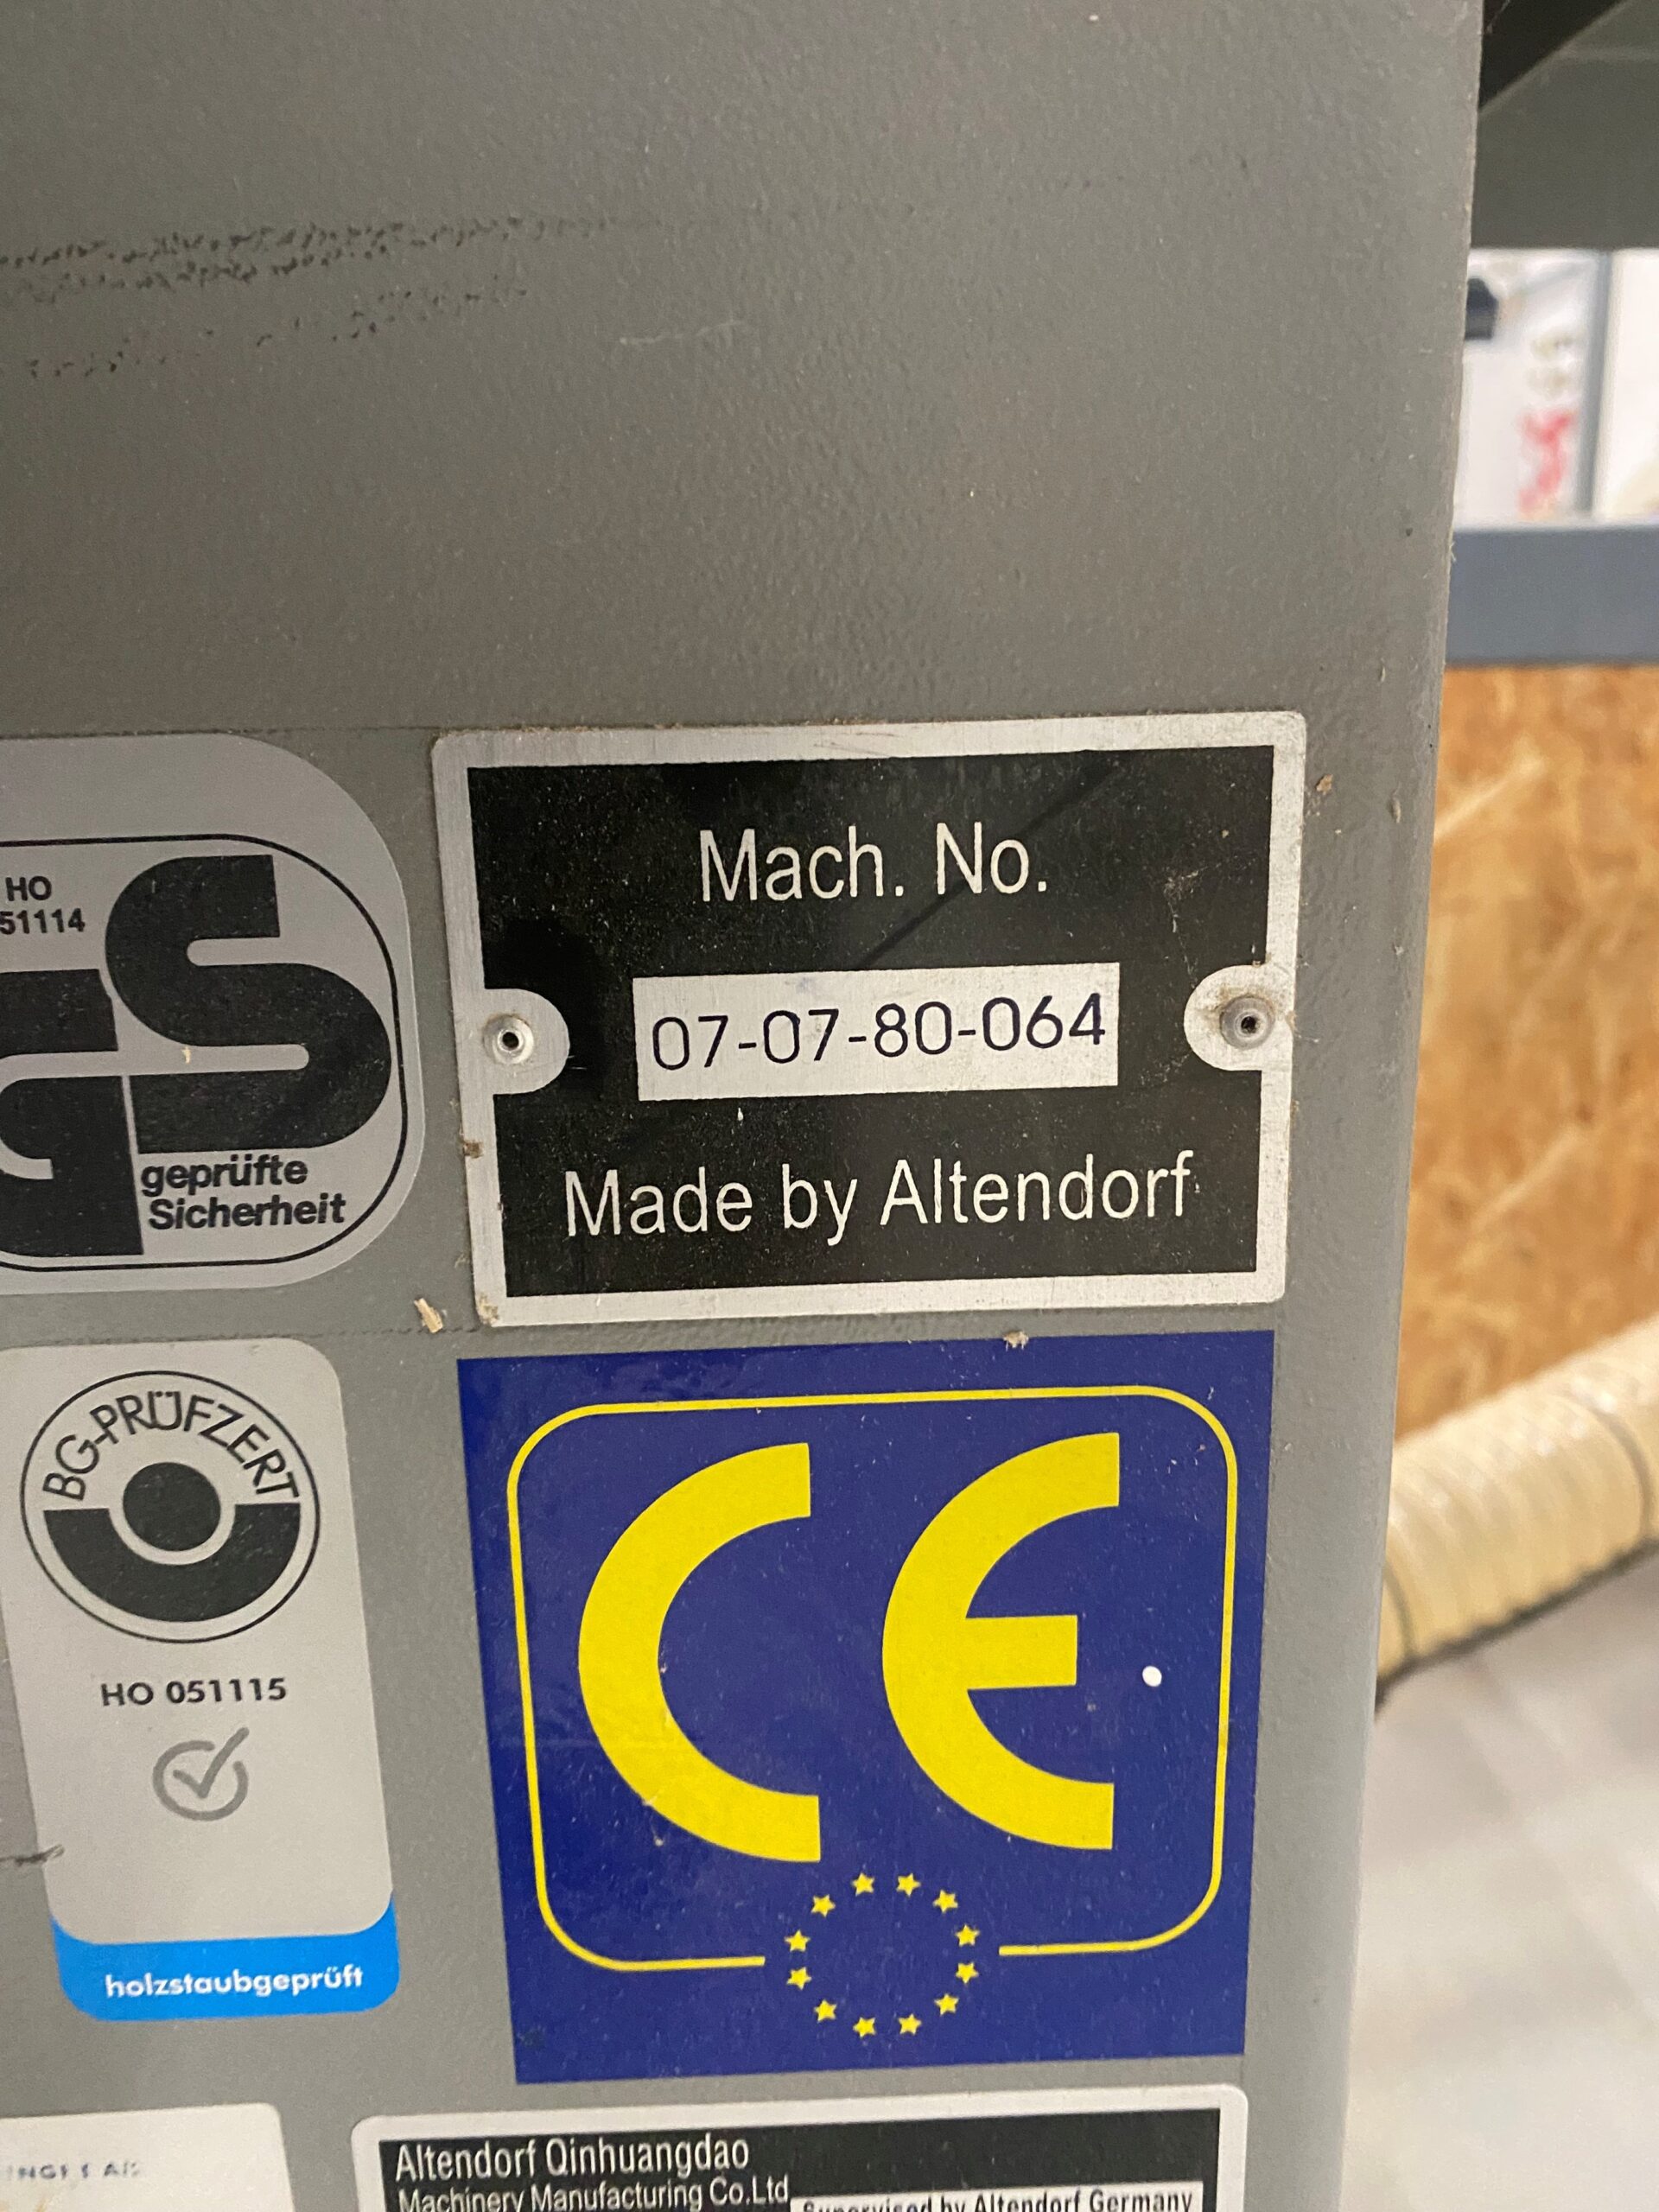 HO
51114
GS
geprüfte
Sicherheit
Mach. No.
07-07-80-064
Made by Altendorf
BG-PRÜFZERT
HO 051115
holzstaubgeprüft
CE
Altendorf Qinhuangdao
Machinery Manufacturing Co.Ltd
Supervised by Altendorf Germany